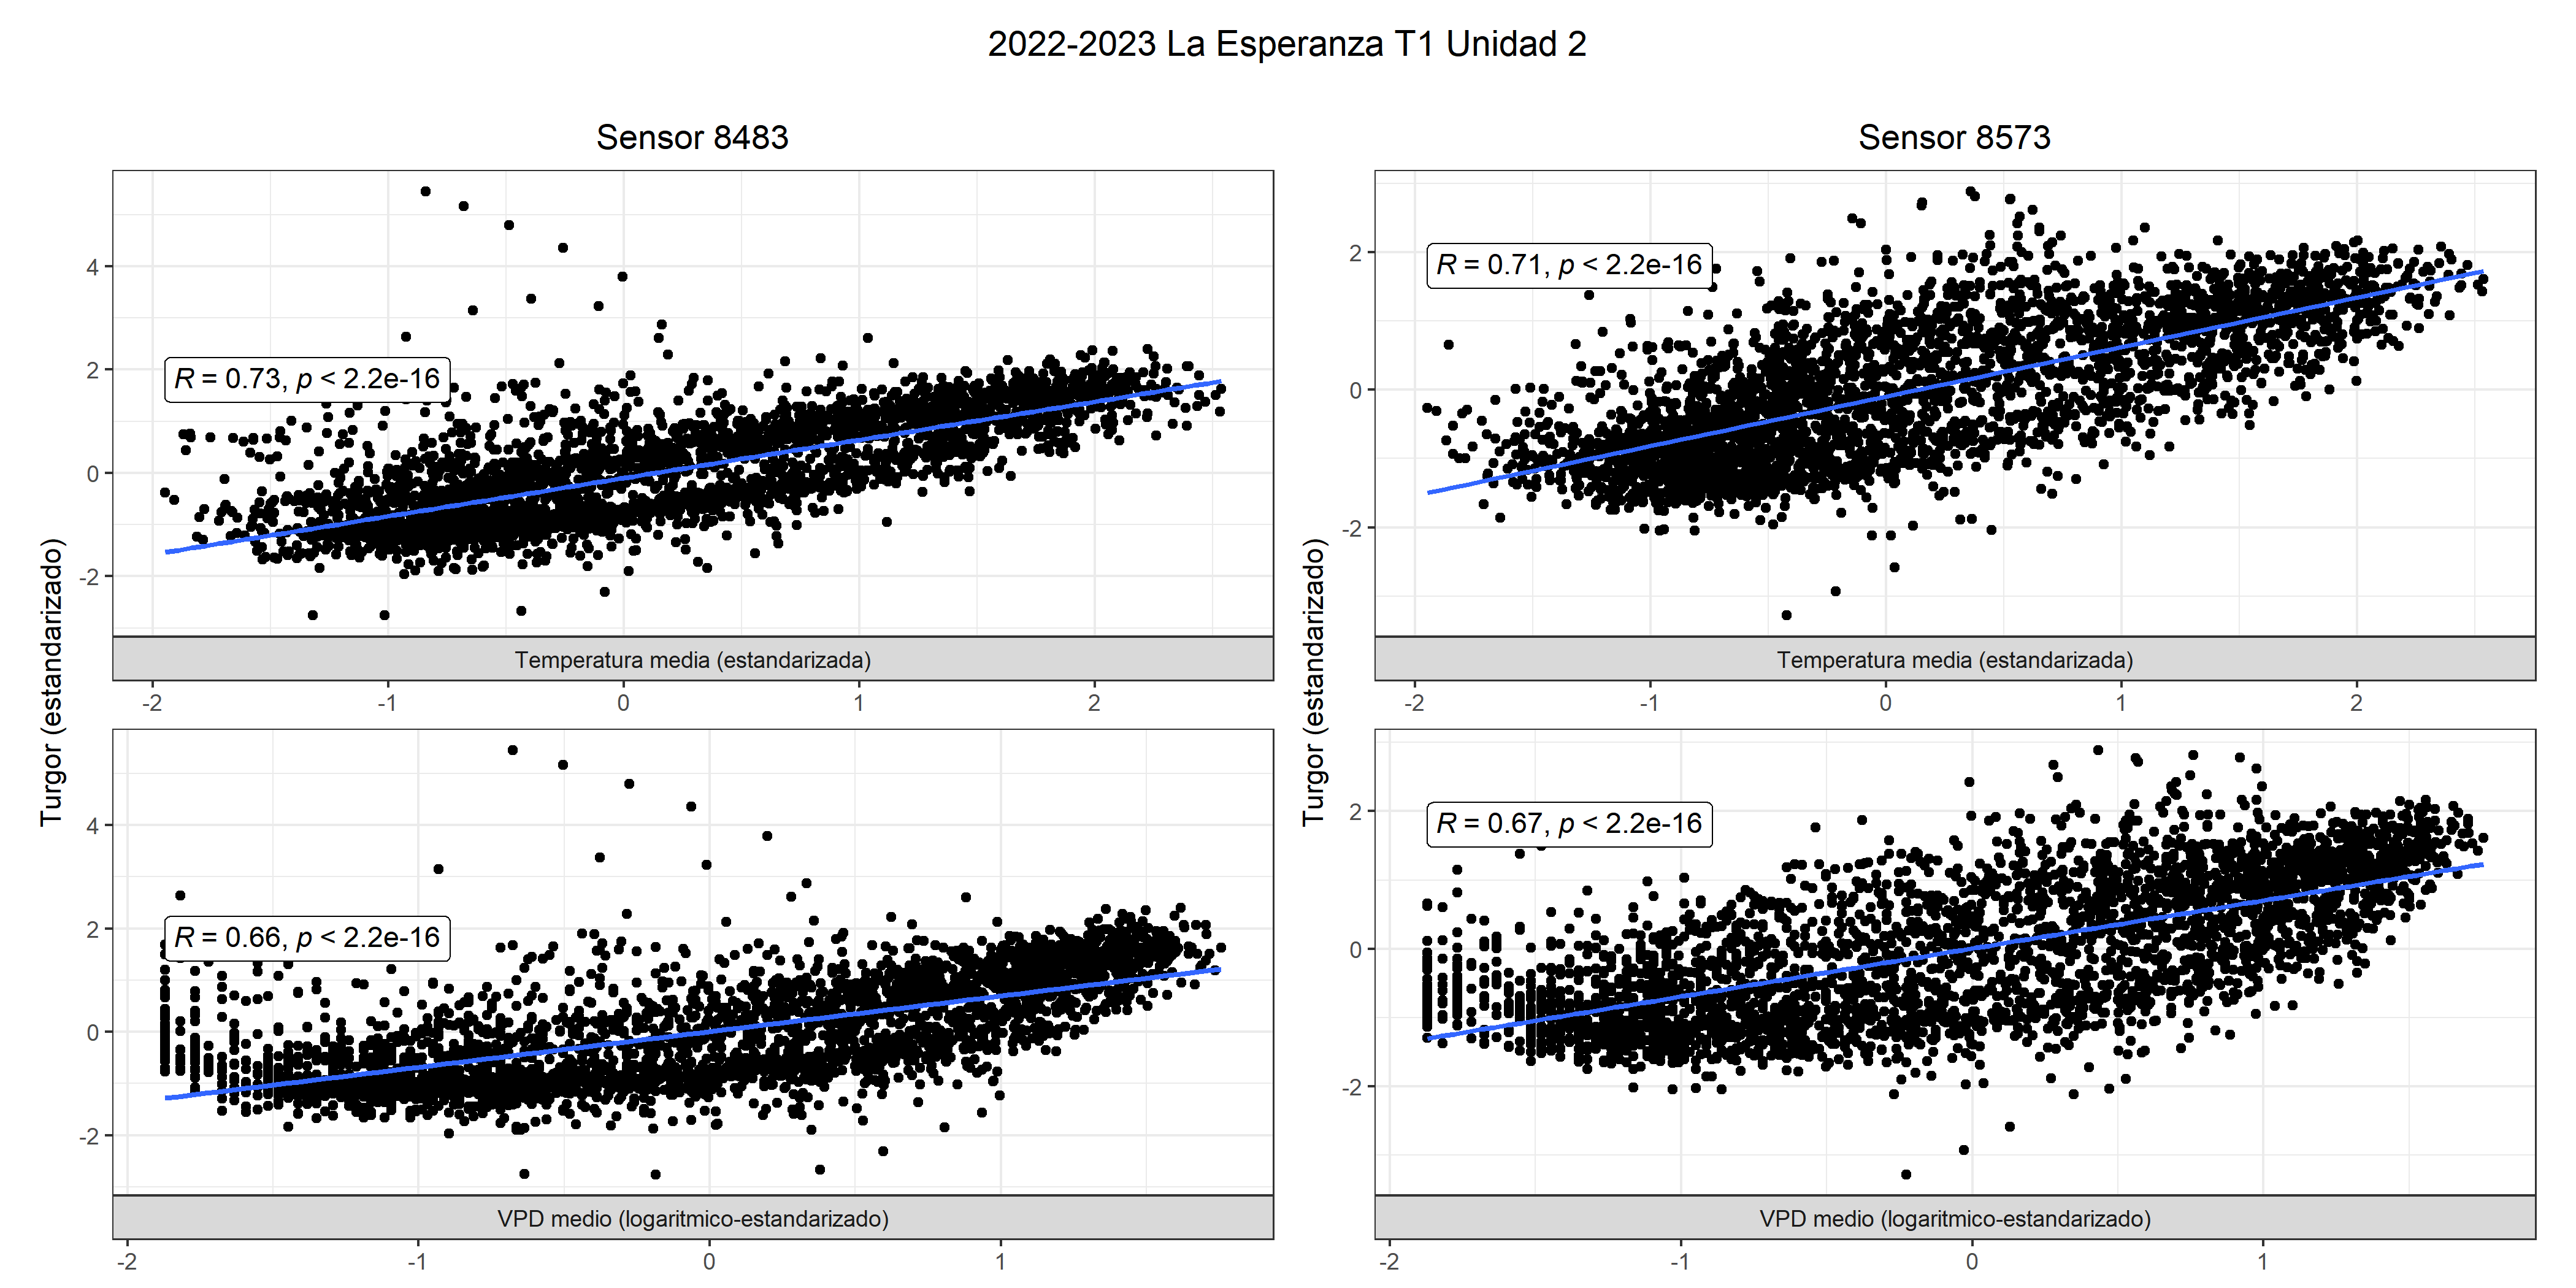 2022-2023 La Esperanza T1 Unidad 2
Sensor 8483
Sensor 8573
Turgor (estandarizado)
4
2
0
-2
R = 0.73, p < 2.2e-16
Temperatura media (estandarizada)
-2 -1 0 1 2
4
2
0
-2
R = 0.66, p < 2.2e-16
VPD medio (logaritmico-estandarizado)
-2 -1 0 1
Turgor (estandarizado)
2
0
-2
R = 0.71, p < 2.2e-16
Temperatura media (estandarizada)
-2 -1 0 1 2
2
0
-2
R = 0.67, p < 2.2e-16
VPD medio (logaritmico-estandarizado)
-2 -1 0 1